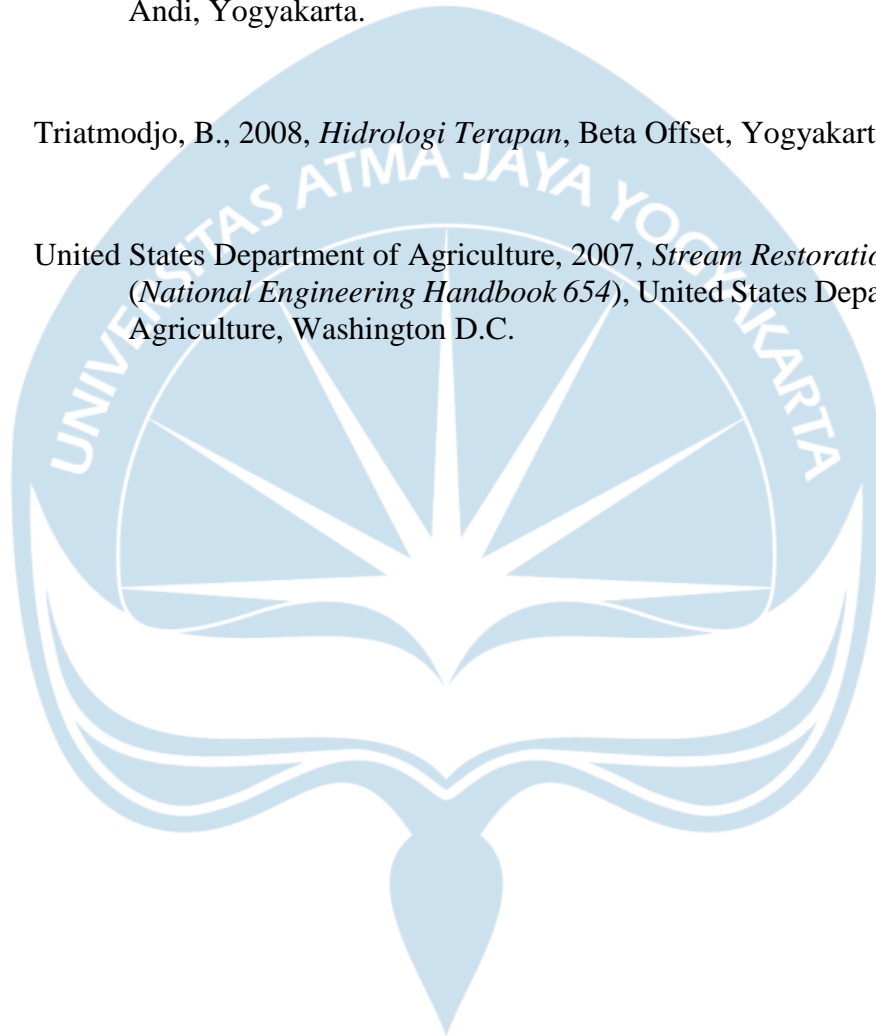 Andi, Yogyakarta.
Triatmodjo, B., 2008, Hidrologi Terapan, Beta Offset, Yogyakart
UNIVERSITAS ATMA JAYA YOGYAKARTA
United States Department of Agriculture, 2007, Stream Restoratio
(National Engineering Handbook 654), United States Depa
Agriculture, Washington D.C.